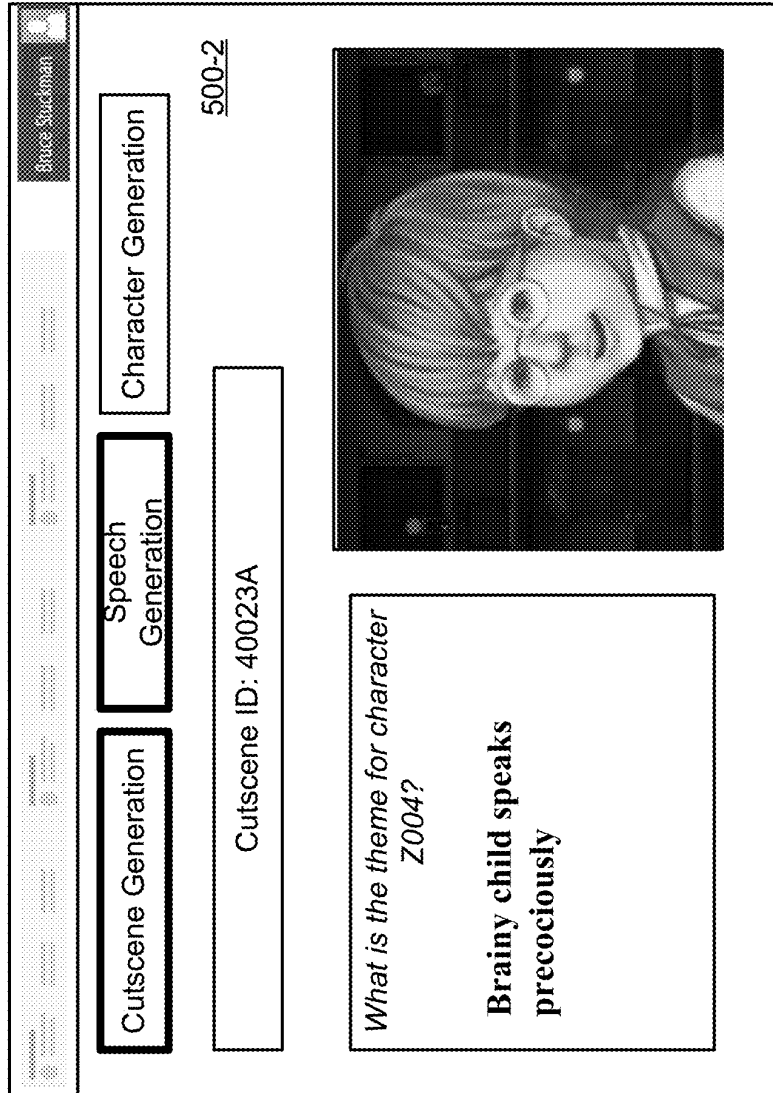 Bruce Stuckman
Cutscene Generation
Speech
Generation
Character Generation
500-2
Cutscene ID: 40023A
What is the theme for character
Z004?
Brainy child speaks
precociously